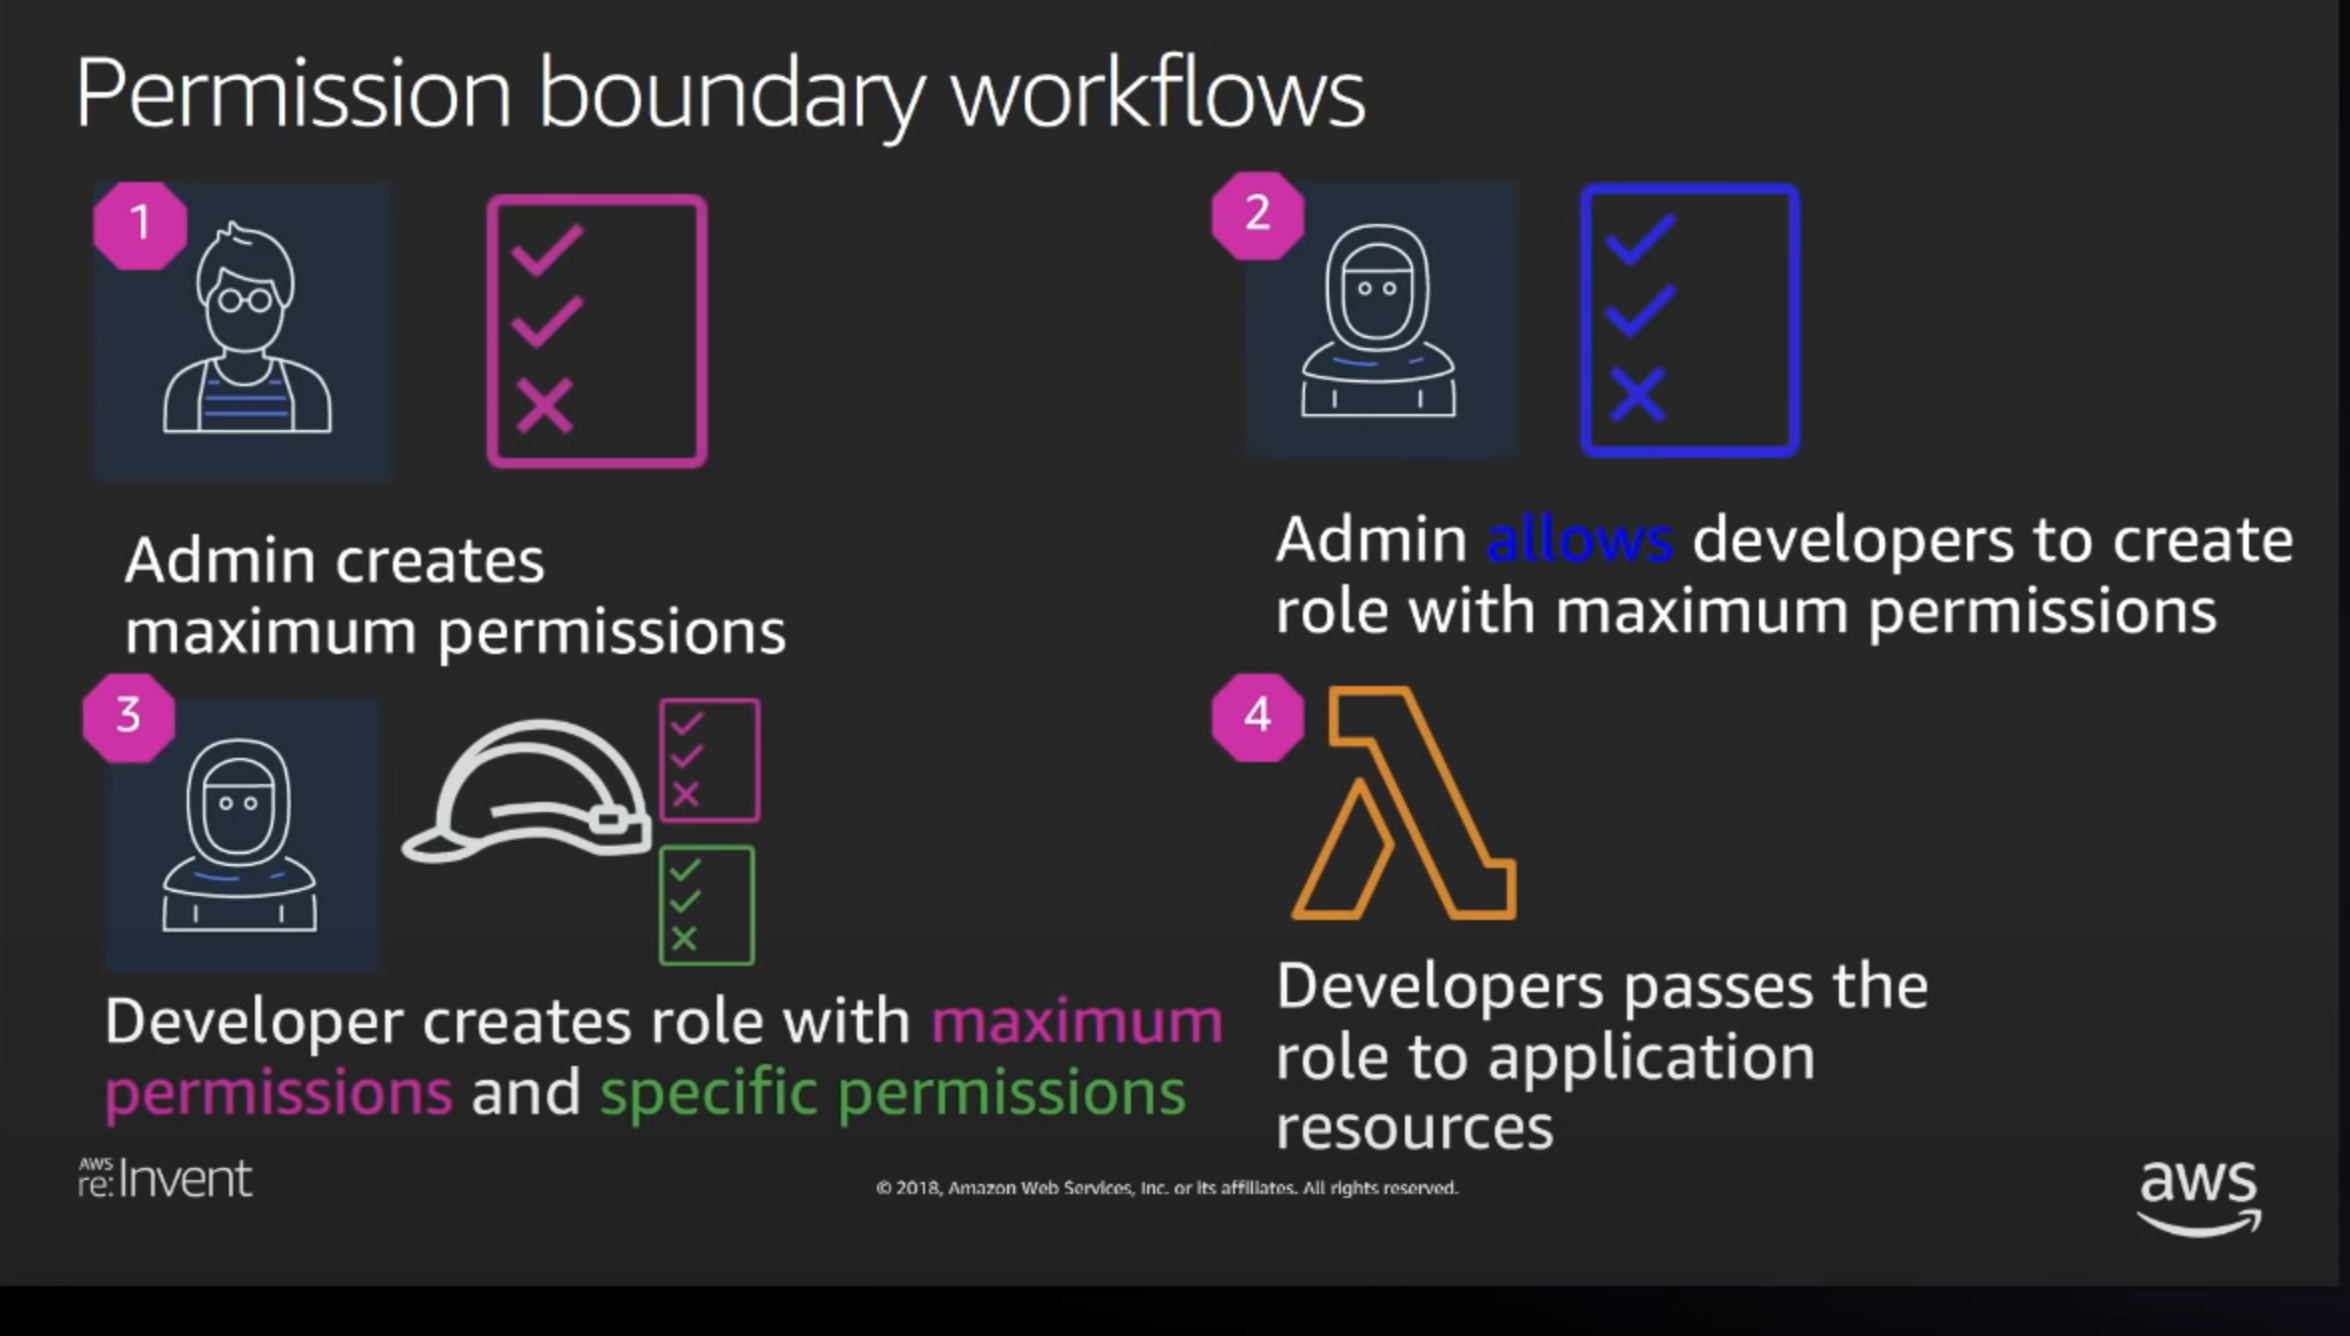 Permission boundary workflows
1
Admin creates
maximum permissions
2
Admin allows developers to create
role with maximum permissions
3
Developer creates role with maximum
permissions and specific permissions
4
Developers passes the
role to application
resources
AWS
re:Invent
© 2018, Amazon Web Services, Inc. or its affiliates. All rights reserved.
aws